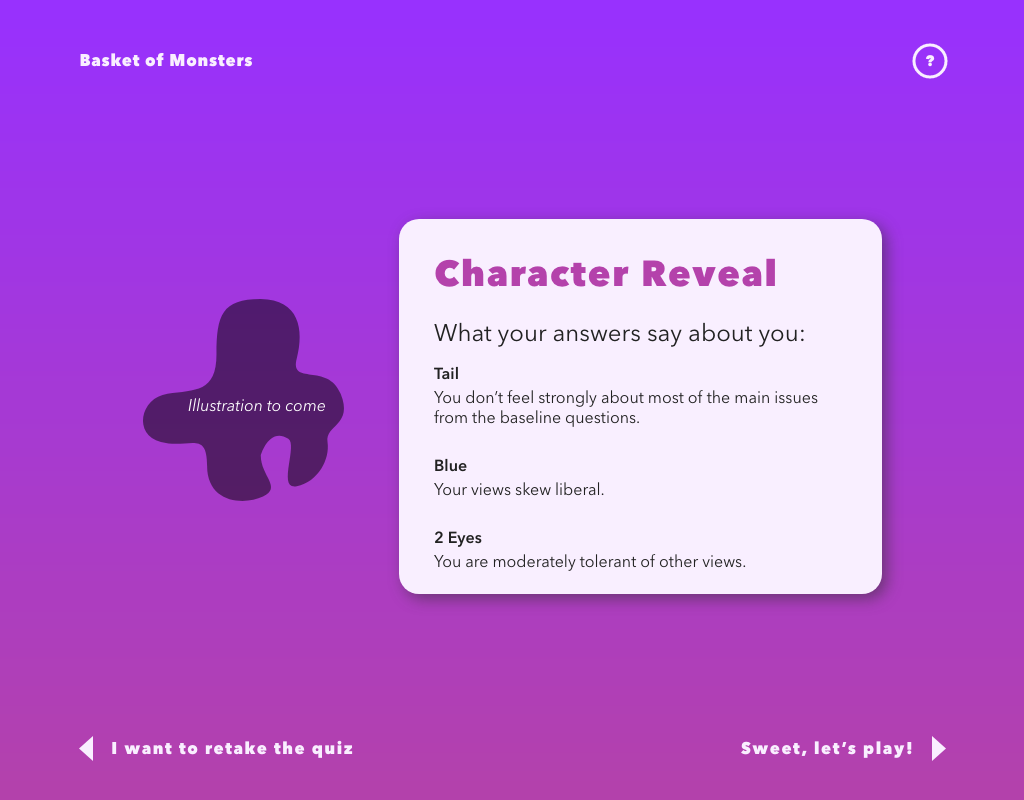 Basket of Monsters
?
Character Reveal
What your answers say about you:
Tail
You don’t feel strongly about most of the main issues
from the baseline questions.
Illustration to come
Blue
Your views skew liberal.
2 Eyes
You are moderately tolerant of other views.
I want to retake the quiz
Sweet, let’s play!